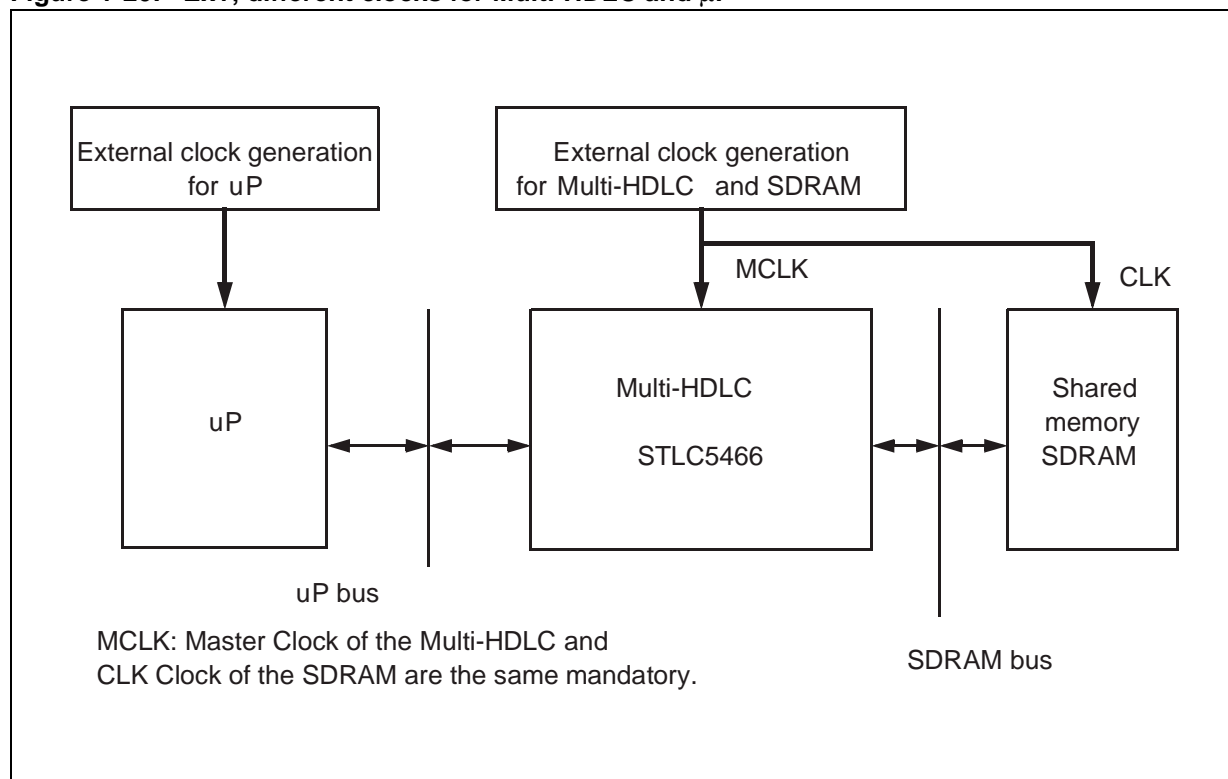 External clock generation
for uP
External clock generation
for Multi-HDLC and SDRAM
MCLK
CLK
uP
Multi-HDLC
STLC5466
Shared
memory
SDRAM
uP bus
MCLK: Master Clock of the Multi-HDLC and
CLK Clock of the SDRAM are the same mandatory.
SDRAM bus